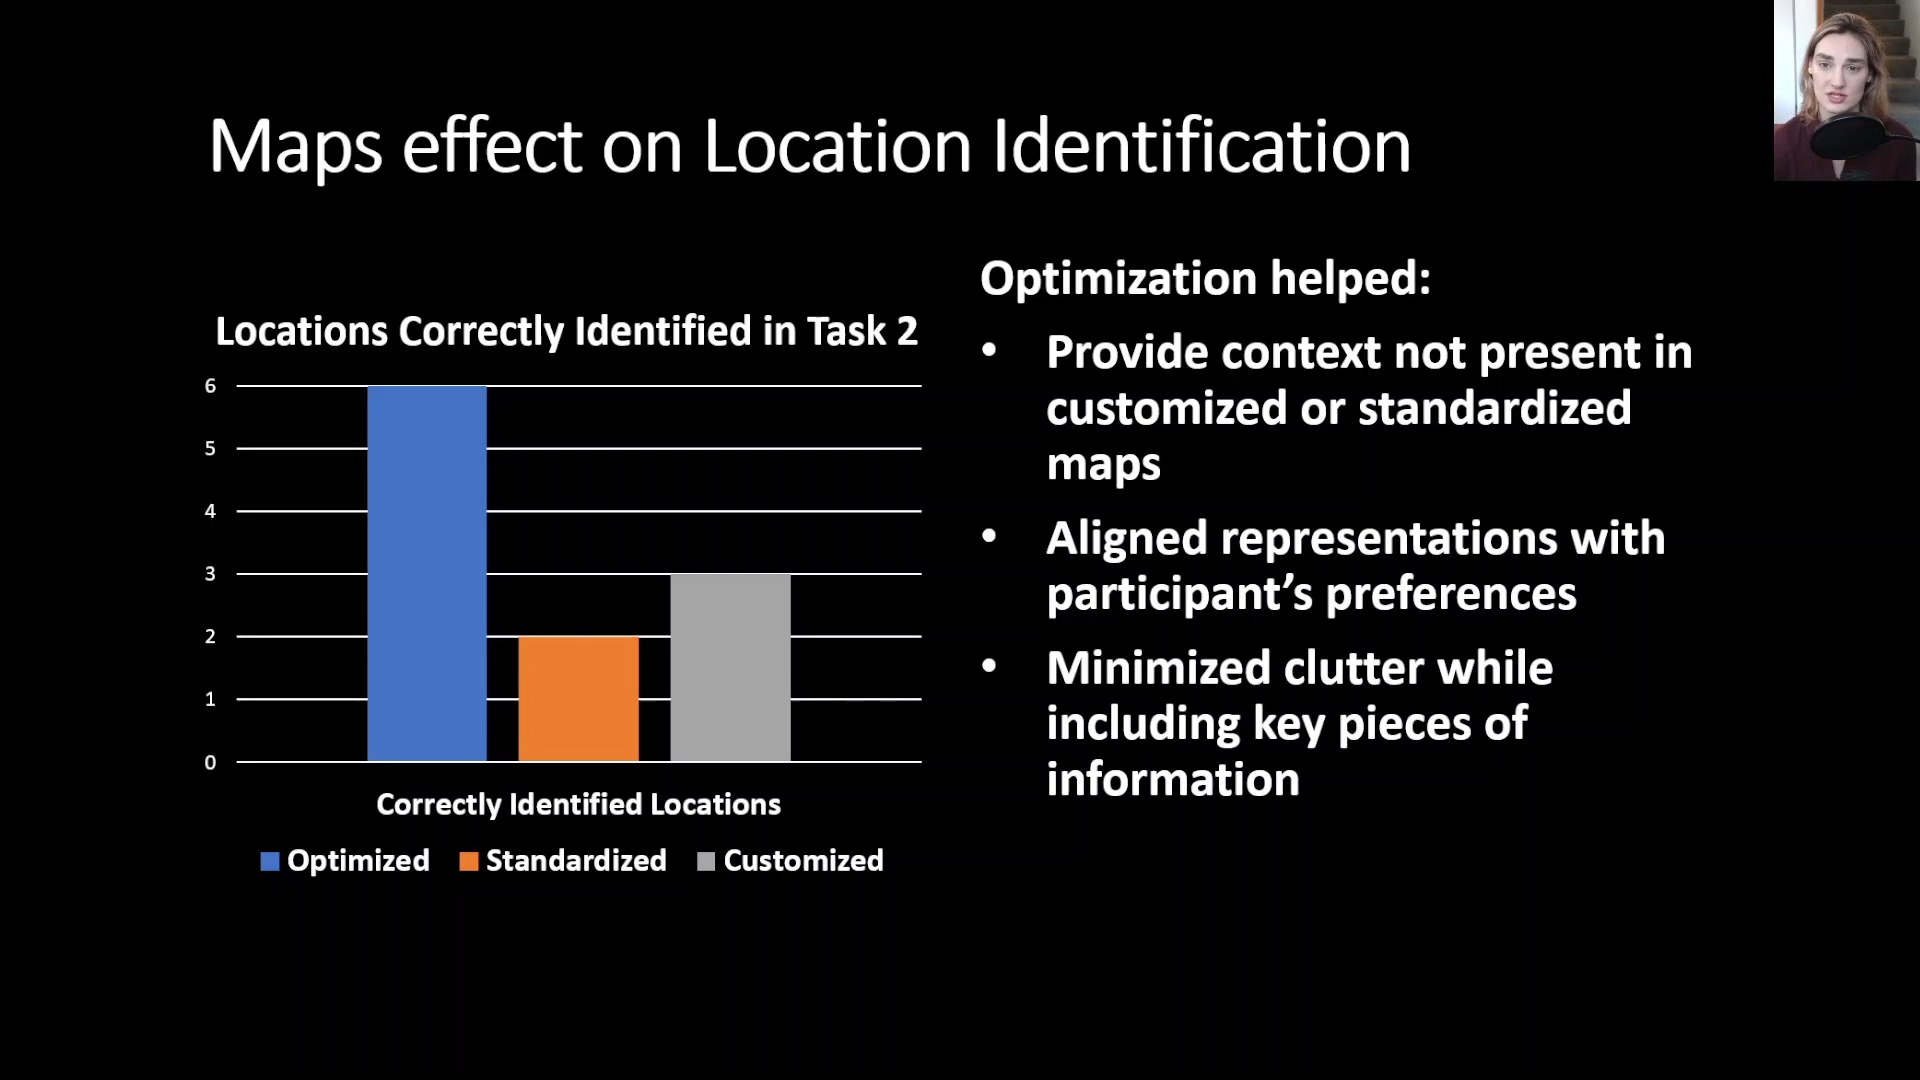 Maps effect on Location Identification
Locations Correctly Identified in Task 2
6
5
4
3
2
1
0
Correctly Identified Locations
Optimized Standardized Customized
Optimization helped:
• Provide context not present in
customized or standardized
maps
• Aligned representations with
participant’s preferences
• Minimized clutter while
including key pieces of
information